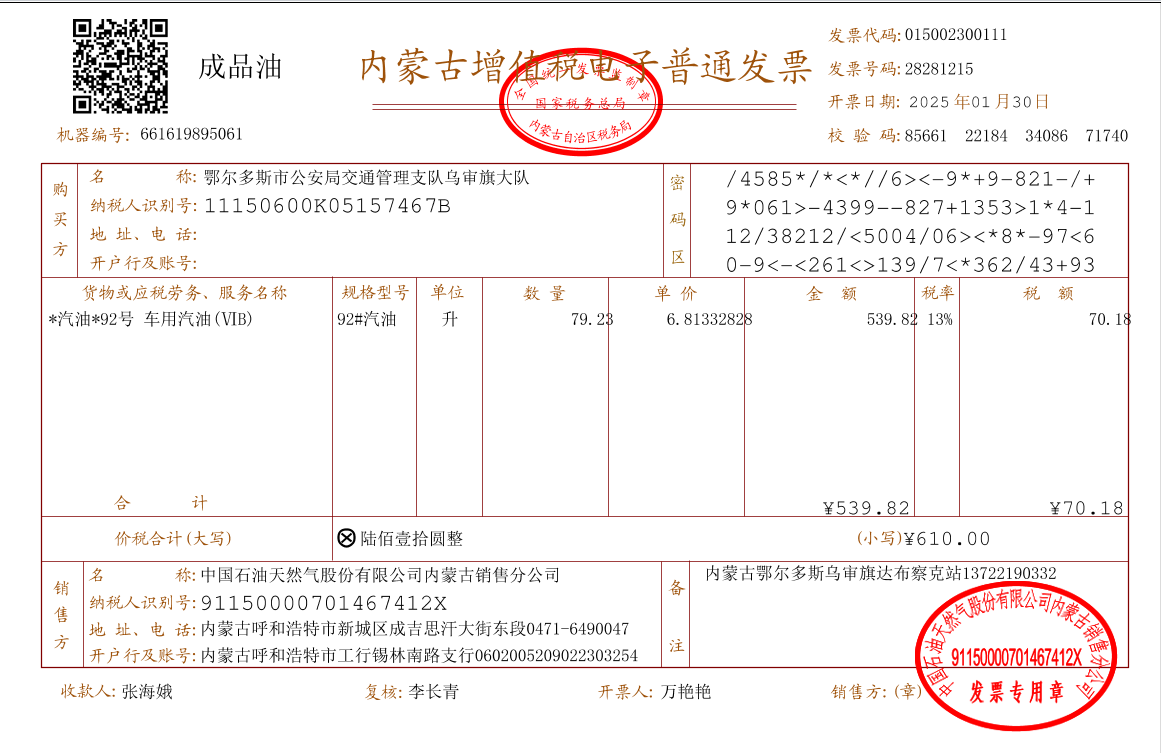 成品油
内蒙古增值税电子普通发票
全国统一发票监制章
国家税务总局
内蒙古自治区税务局
发票代码:015002300111
发票号码:28281215
开票日期: 2025 年01 月30日
机器编号: 661619895061
校 验 码:85661 22184 34086 71740
购买方
名 称: 鄂尔多斯市公安局交通管理支队乌审旗大队
纳税人识别号: 11150600K05157467B
地 址、电 话:
开户行及账号:
密码区
/4585*/*<*//6><-9*+9-821-/+
9*061>-4399--827+1353>1*4-1
12/38212/<5004/06><*8*-97<6
0-9<-<261<>139/7<*362/43+93
货物或应税劳务、服务名称 规格型号 单位 数 量 单 价 金 额 税率 税 额
*汽油*92号 车用汽油(VIB) 92#汽油 升 79.23 6.81332828 539.82 13% 70.18
合 计 ¥539.82 ¥70.18
价税合计(大写) ⊗陆佰壹拾圆整 (小写)¥610.00
销售方
名 称: 中国石油天然气股份有限公司内蒙古销售分公司
纳税人识别号: 91150000701467412X
地 址、电 话: 内蒙古呼和浩特市新城区成吉思汗大街东段0471-6490047
开户行及账号: 内蒙古呼和浩特市工行锡林南路支行0602005209022303254
备注
内蒙古鄂尔多斯乌审旗达布察克站13722190332
中国石油天然气股份有限公司内蒙古销售分公司
91150000701467412X
发票专用章
收款人: 张海娥 复核: 李长青 开票人: 万艳艳 销售方: (章)